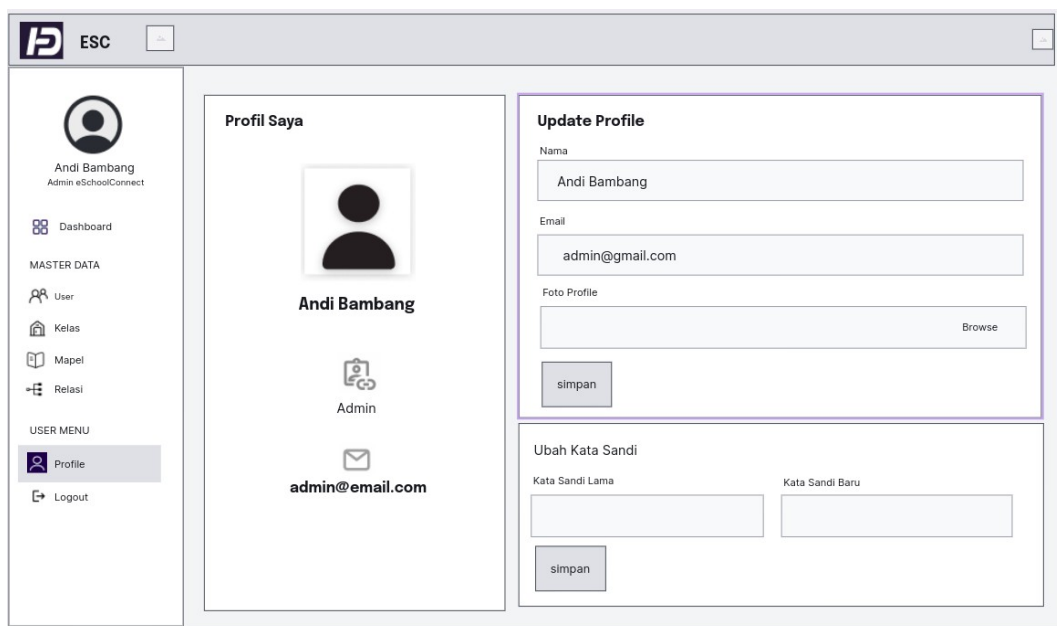 ESC
Andi Bambang
Admin eSchoolConnect
Dashboard
MASTER DATA
User
Kelas
Mapel
Relasi
USER MENU
Profile
Logout
Profil Saya
Andi Bambang
Admin
admin@email.com
Update Profile
Nama
Andi Bambang
Email
admin@gmail.com
Foto Profile
Browse
simpan
Ubah Kata Sandi
Kata Sandi Lama
Kata Sandi Baru
simpan